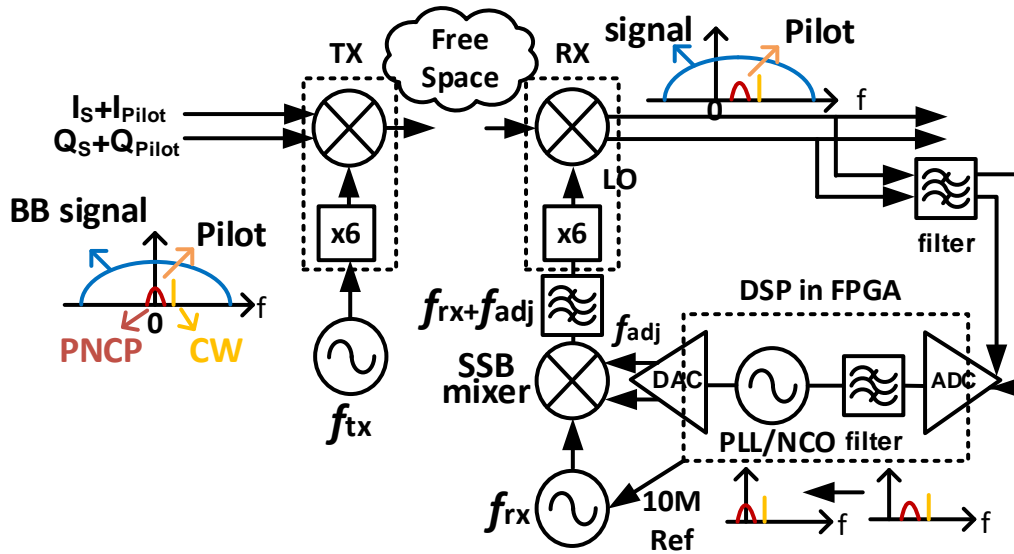 TX
Free
Space
RX
signal
Pilot
f
0
I_S+I_Pilot
Q_S+Q_Pilot
LO
x6
x6
filter
BB signal
Pilot
f
0
PNCP
CW
f_rx+f_adj
DSP in FPGA
f_adj
SSB
mixer
DAC
ADC
PLL/NCO
filter
f_tx
f_rx
10M
Ref
f
f